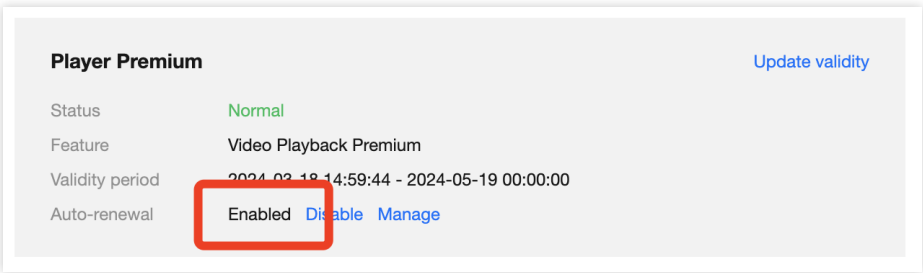 Player Premium
Update validity
Status Normal
Feature Video Playback Premium
Validity period 2024-03-18 14:59:44 - 2024-05-19 00:00:00
Auto-renewal Enabled Disable Manage